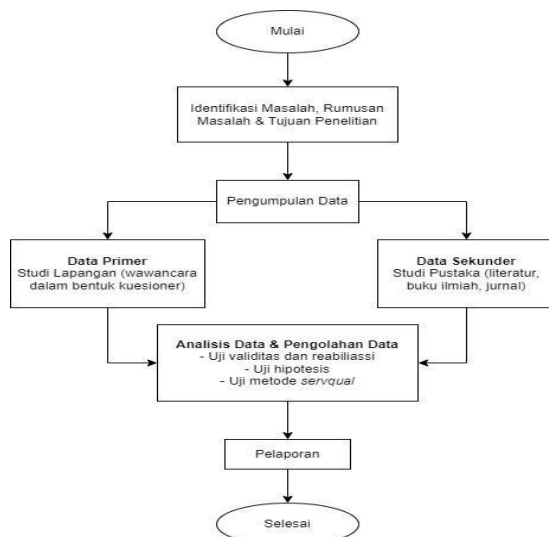 Mulai
Identifikasi Masalah, Rumusan
Masalah & Tujuan Penelitian
Pengumpulan Data
Data Primer
Studi Lapangan (wawancara
dalam bentuk kuesioner)
Data Sekunder
Studi Pustaka (literatur,
buku ilmiah, jurnal)
Analisis Data & Pengolahan Data
- Uji validitas dan reabiliassi
- Uji hipotesis
- Uji metode servqual
Pelaporan
Selesai